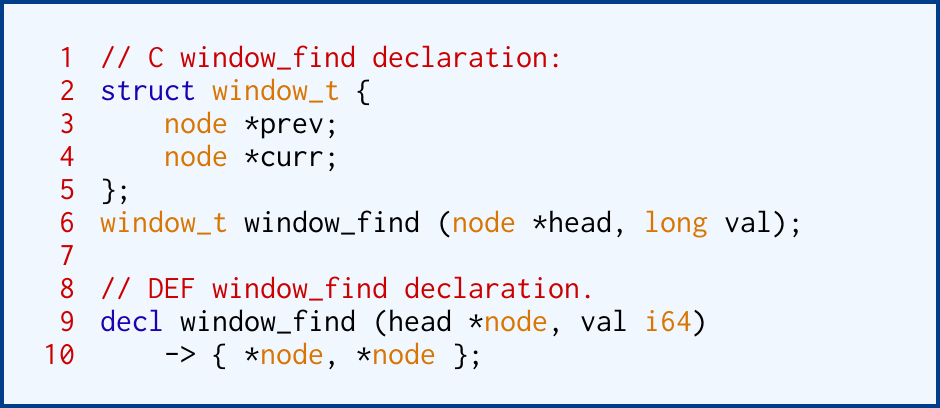 1 // C window_find declaration:
2 struct window_t {
3     node *prev;
4     node *curr;
5 };
6 window_t window_find (node *head, long val);
7
8 // DEF window_find declaration.
9 decl window_find (head *node, val i64)
10     -> { *node, *node };